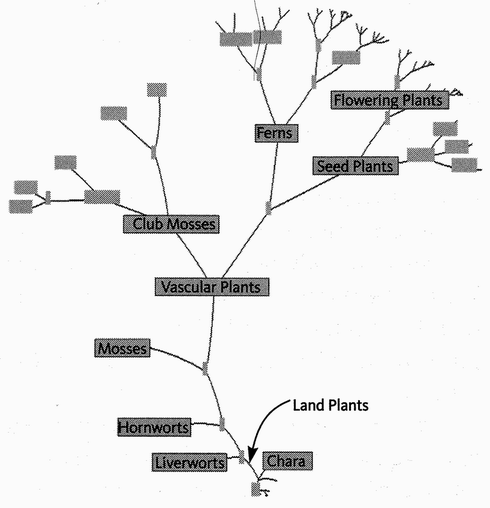 Flowering Plants
Ferns
Seed Plants
Club Mosses
Vascular Plants
Mosses
Land Plants
Hornworts
Liverworts
Chara